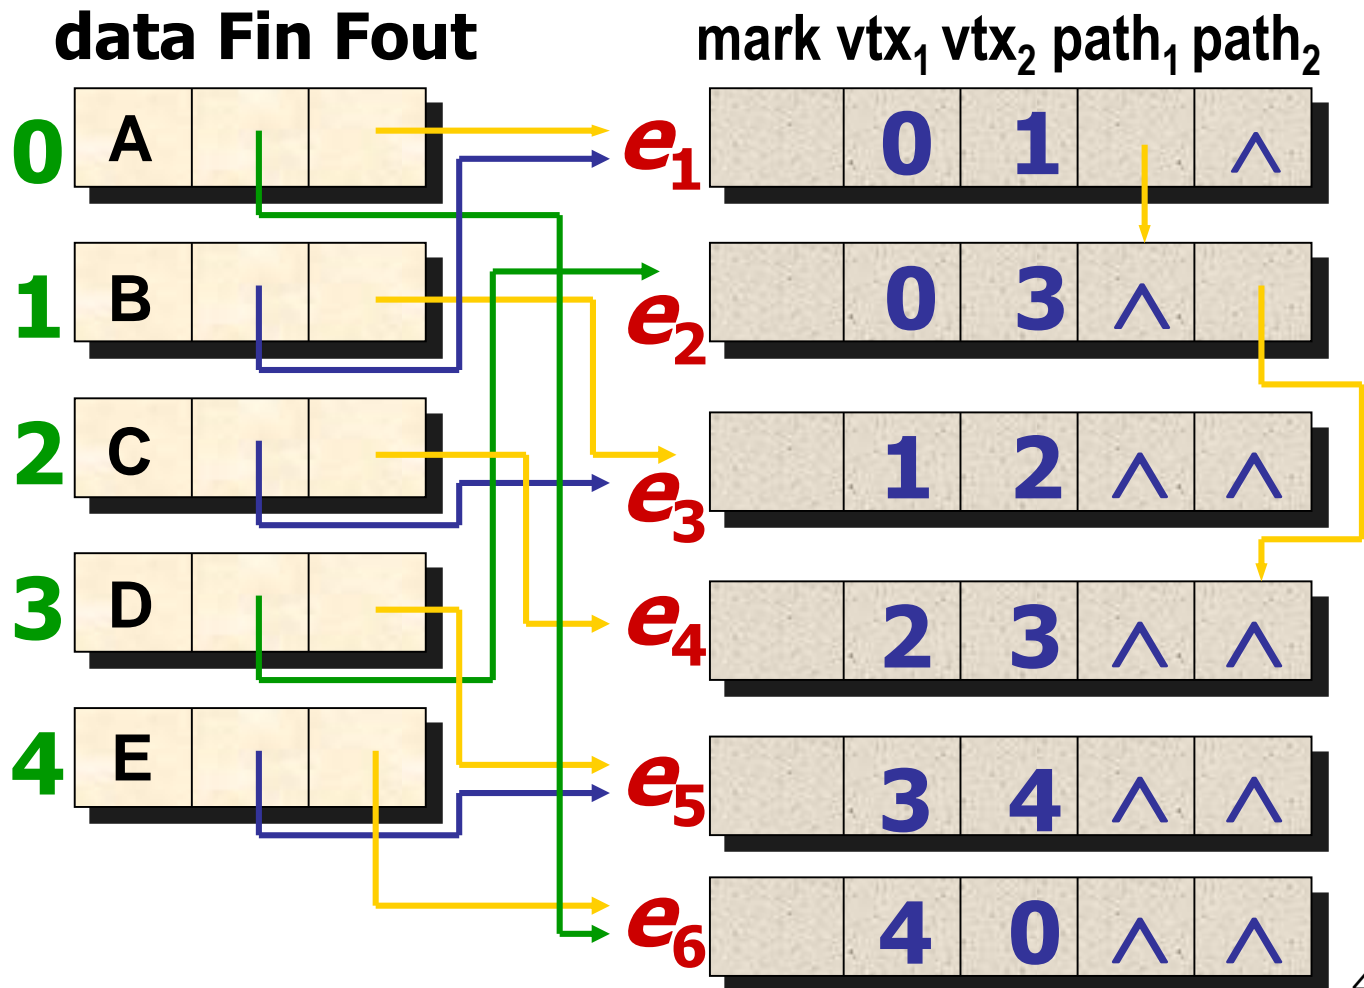 data Fin Fout mark vtx₁ vtx₂ path₁ path₂
0 A e₁ 0 1 ∧
1 B e₂ 0 3 ∧
2 C e₃ 1 2 ∧ ∧
3 D e₄ 2 3 ∧ ∧
4 E e₅ 3 4 ∧ ∧
e₆ 4 0 ∧ ∧